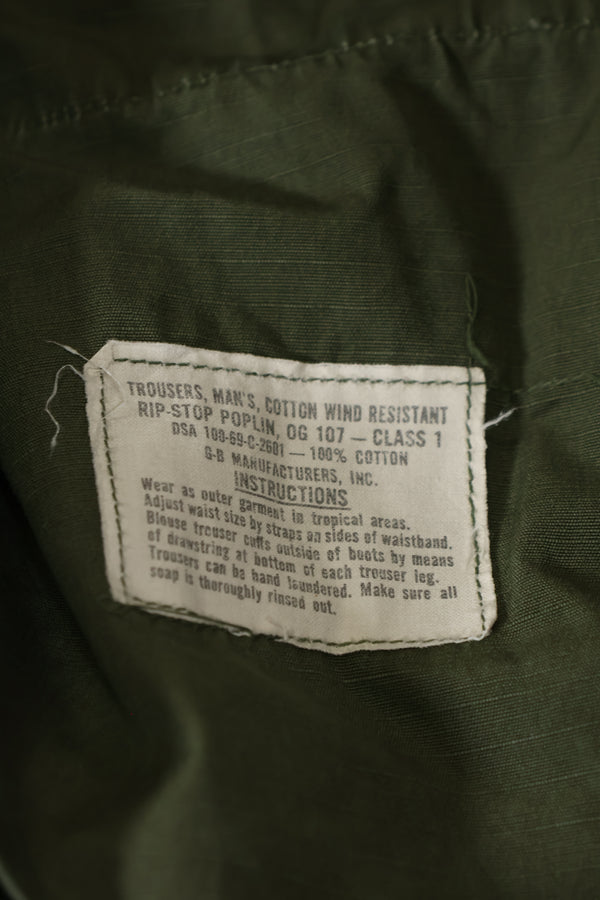 TROUSERS, MAN'S, COTTON WIND RESISTANT
RIP-STOP POPLIN, OG 107 — CLASS 1
DSA 100-69-C-2601 — 100% COTTON
G-B MANUFACTURERS, INC.
INSTRUCTIONS
Wear as outer garment in tropical areas.
Adjust waist size by straps on sides of waistband.
Blouse trouser cuffs outside of boots by means
of drawstring at bottom of each trouser leg.
Trousers can be hand laundered. Make sure all
soap is thoroughly rinsed out.